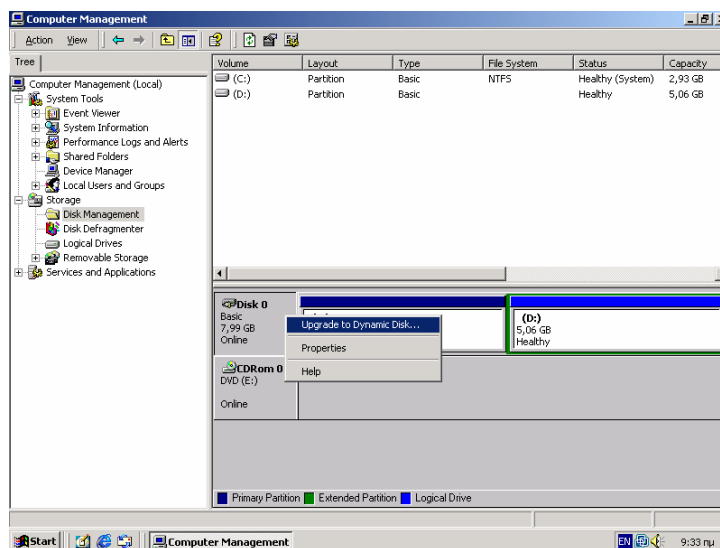 Computer Management
Action View
Tree
Volume Layout Type File System Status Capacity
(C:) Partition Basic NTFS Healthy (System) 2,93 GB
(D:) Partition Basic Healthy 5,06 GB
Computer Management (Local)
System Tools
Event Viewer
System Information
Performance Logs and Alerts
Shared Folders
Device Manager
Local Users and Groups
Storage
Disk Management
Disk Defragmenter
Logical Drives
Removable Storage
Services and Applications
Disk 0
Basic
7,99 GB
Online
Upgrade to Dynamic Disk...
Properties
Help
(D:)
5,06 GB
Healthy
CDRom 0
DVD (E:)
Online
Primary Partition Extended Partition Logical Drive
Start Computer Management EN 9:33 πμ